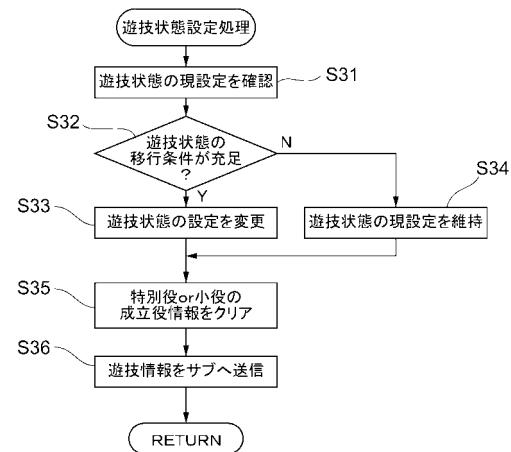 遊技状態設定処理
遊技状態の現設定を確認
S31
S32
遊技状態の
移行条件が充足
?
N
Y
S33
遊技状態の設定を変更
S34
遊技状態の現設定を維持
S35
特別役or小役の
成立役情報をクリア
S36
遊技情報をサブへ送信
RETURN